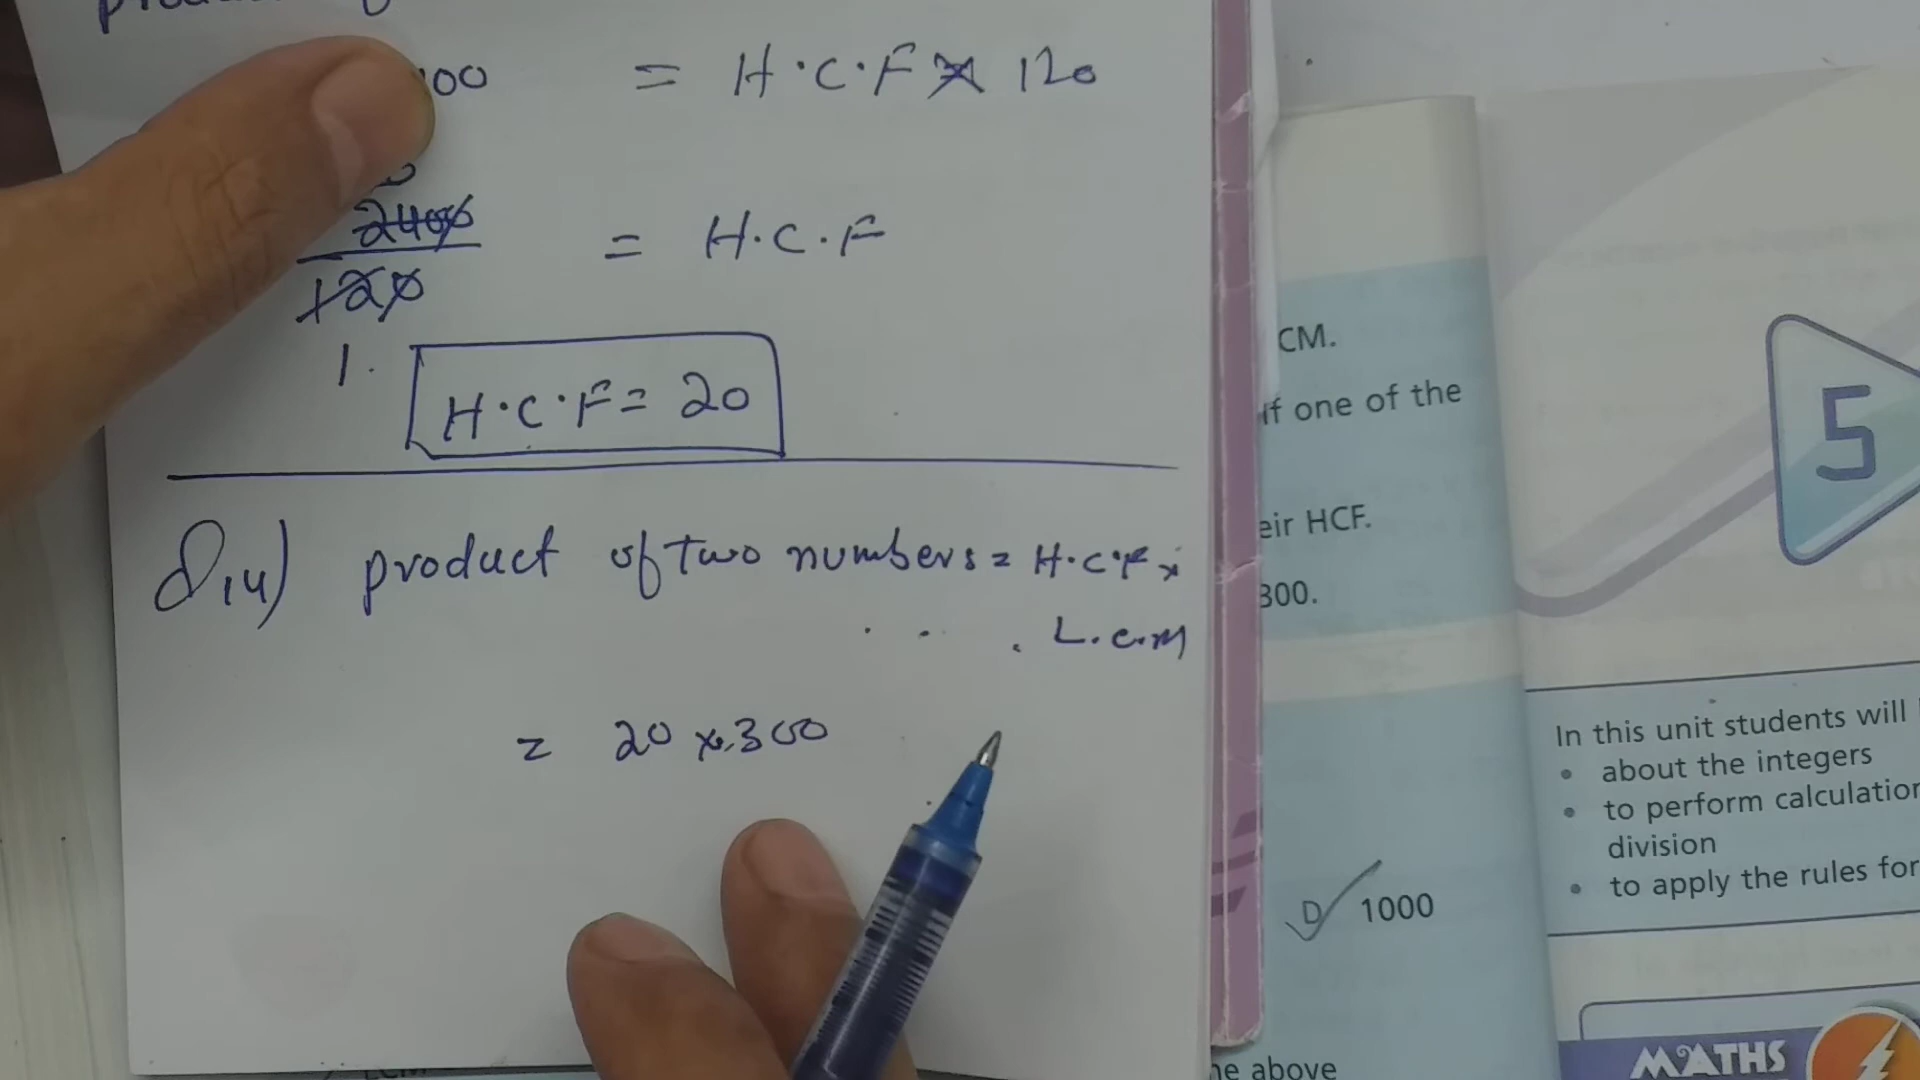 00 = H.C.F × 120
2400 = H.C.F
120
1.
H.C.F = 20
Q14) product of two numbers = H.C.F ×
L.C.M
= 20 × 300
CM.
if one of the
eir HCF.
300.
D 1000
he above
5
In this unit students will
• about the integers
• to perform calculation
division
• to apply the rules for
MATHS